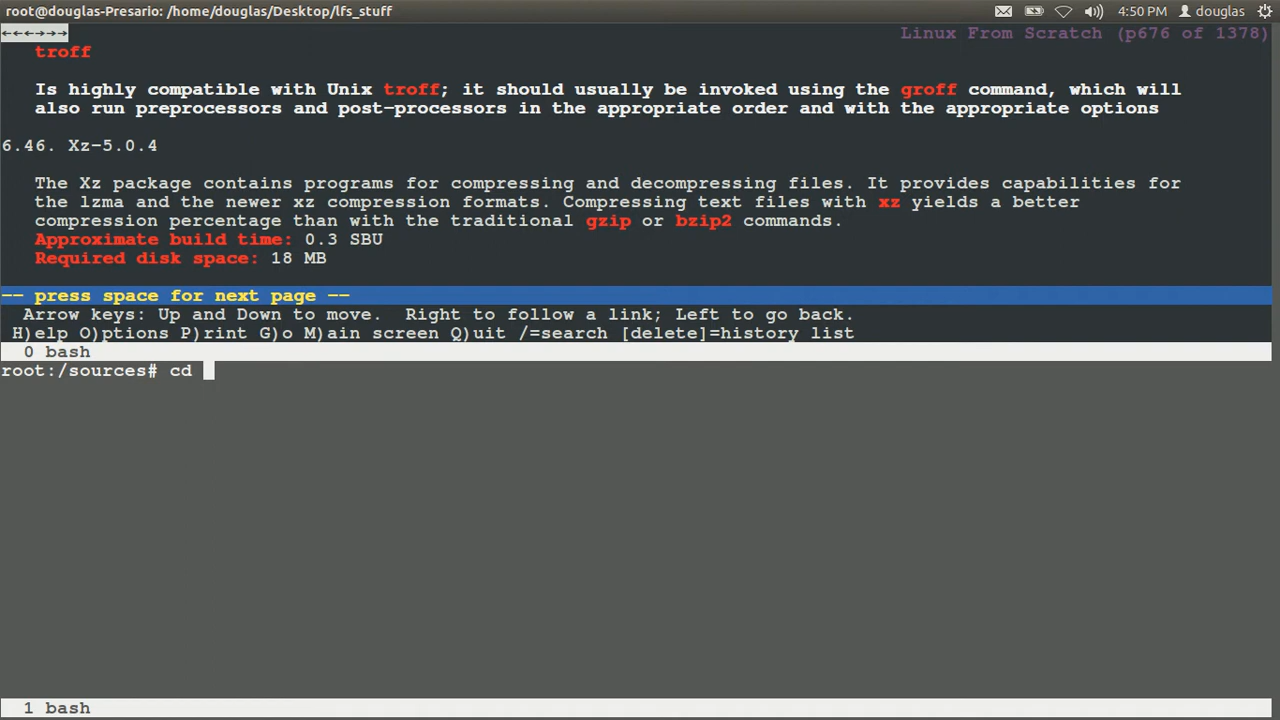 root@douglas-Presario: /home/douglas/Desktop/lfs_stuff 4:50 PM douglas
←←←→→→ Linux From Scratch (p676 of 1378)
troff
Is highly compatible with Unix troff; it should usually be invoked using the groff command, which will
also run preprocessors and post-processors in the appropriate order and with the appropriate options
6.46. Xz-5.0.4
The Xz package contains programs for compressing and decompressing files. It provides capabilities for
the lzma and the newer xz compression formats. Compressing text files with xz yields a better
compression percentage than with the traditional gzip or bzip2 commands.
Approximate build time: 0.3 SBU
Required disk space: 18 MB
-- press space for next page --
Arrow keys: Up and Down to move.  Right to follow a link; Left to go back.
H)elp O)ptions P)rint G)o M)ain screen Q)uit /=search [delete]=history list
0 bash
root:/sources# cd
1 bash